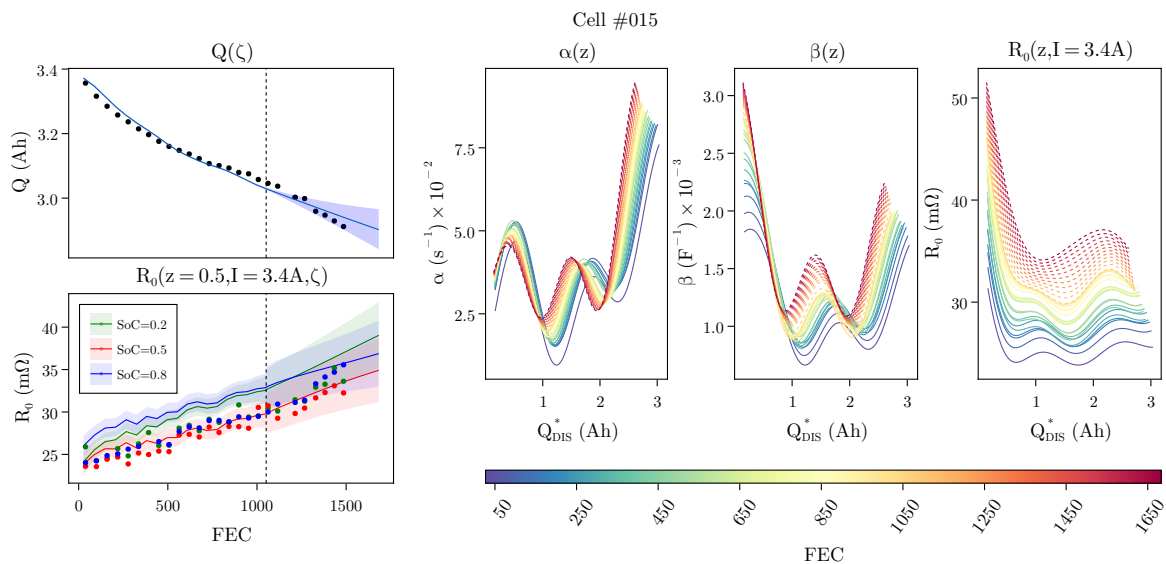 Cell #015
Q(ζ)
3.4
3.2
3.0
Q (Ah)
R₀(z = 0.5, I = 3.4A, ζ)
SoC=0.2
SoC=0.5
SoC=0.8
40
35
30
25
R₀ (mΩ)
0 500 1000 1500
FEC
α(z)
7.5
5.0
2.5
α (s⁻¹) × 10⁻²
1 2 3
Q*DIS (Ah)
β(z)
3.0
2.5
2.0
1.5
1.0
β (F⁻¹) × 10⁻³
1 2 3
Q*DIS (Ah)
R₀(z, I = 3.4A)
50
40
30
R₀ (mΩ)
1 2 3
Q*DIS (Ah)
50 250 450 650 850 1050 1250 1450 1650
FEC